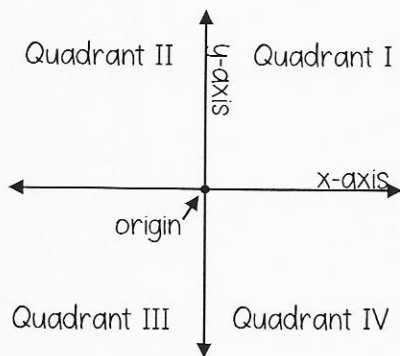 Quadrant II
Quadrant I
y-axis
x-axis
origin
Quadrant III
Quadrant IV